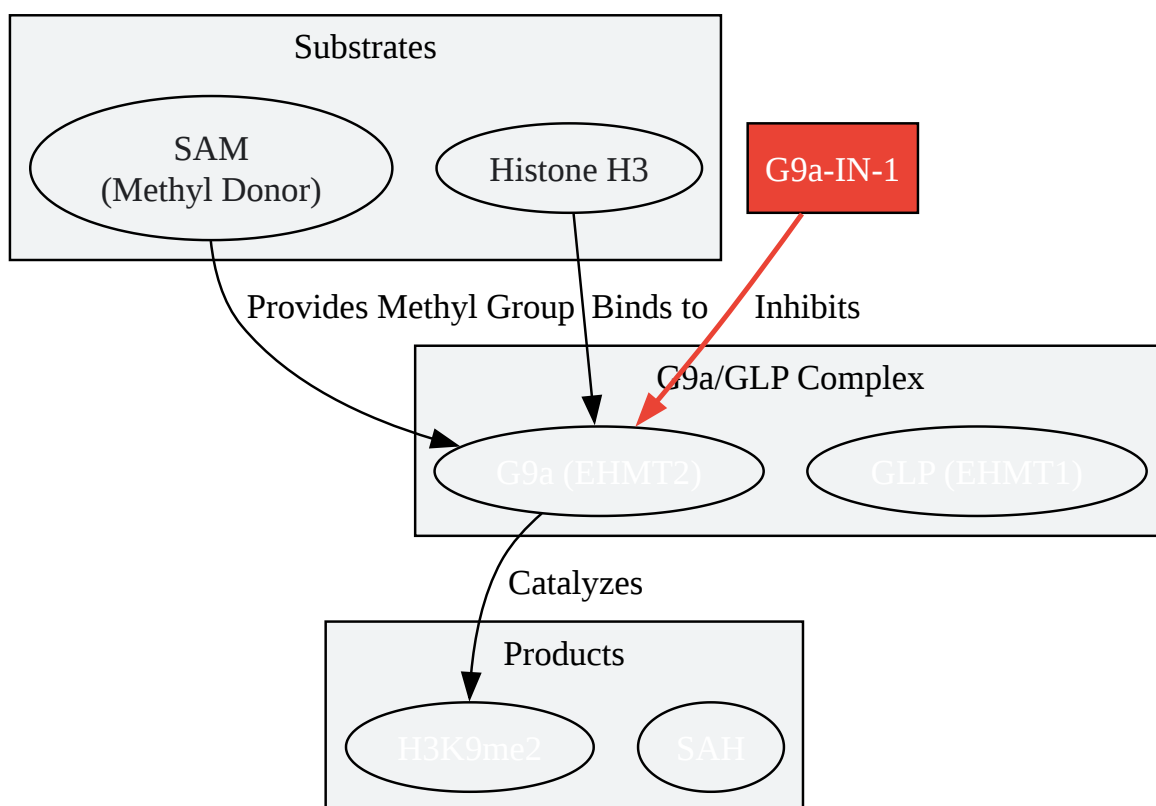 Substrates
SAM
(Methyl Donor)
Histone H3
G9a-IN-1
Provides Methyl Group
Binds to
Inhibits
G9a/GLP Complex
G9a (EHMT2)
GLP (EHMT1)
Catalyzes
Products
H3K9me2
SAH